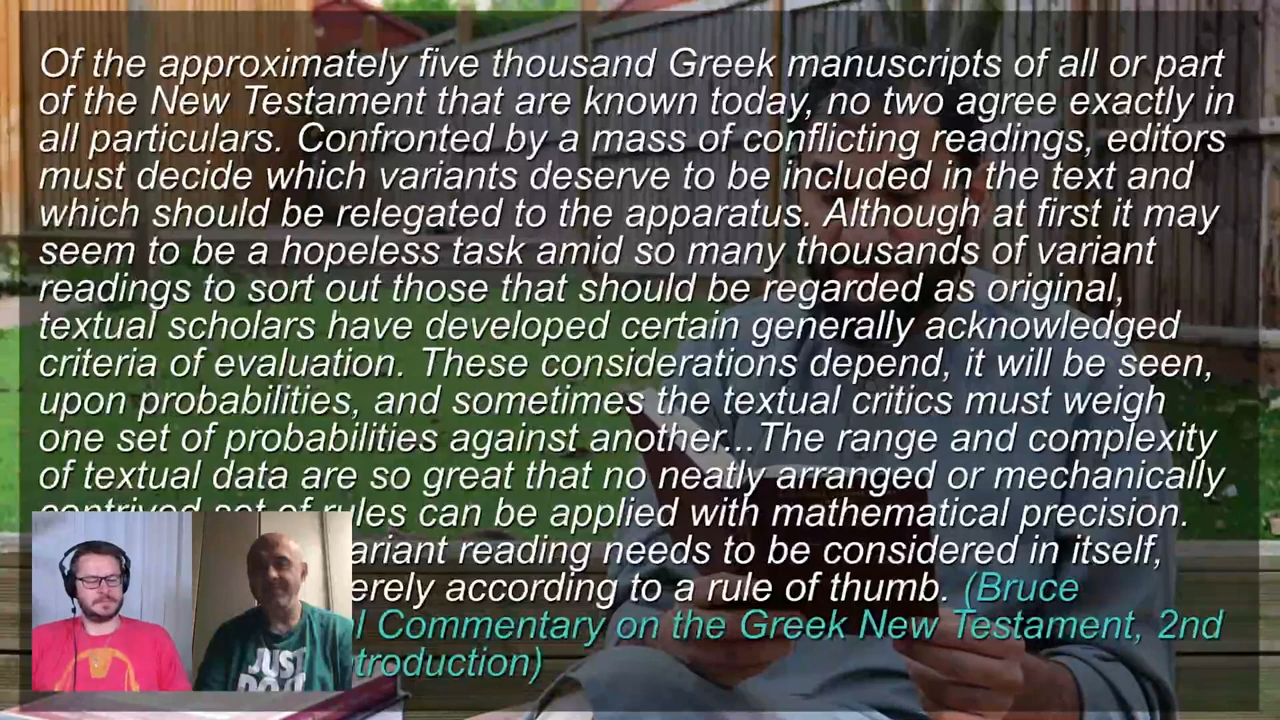 Of the approximately five thousand Greek manuscripts of all or part
of the New Testament that are known today, no two agree exactly in
all particulars. Confronted by a mass of conflicting readings, editors
must decide which variants deserve to be included in the text and
which should be relegated to the apparatus. Although at first it may
seem to be a hopeless task amid so many thousands of variant
readings to sort out those that should be regarded as original,
textual scholars have developed certain generally acknowledged
criteria of evaluation. These considerations depend, it will be seen,
upon probabilities, and sometimes the textual critics must weigh
one set of probabilities against another...The range and complexity
of textual data are so great that no neatly arranged or mechanically
contrived set of rules can be applied with mathematical precision.
ariant reading needs to be considered in itself,
erely according to a rule of thumb. (Bruce
l Commentary on the Greek New Testament, 2nd
troduction)
JUST
DO IT